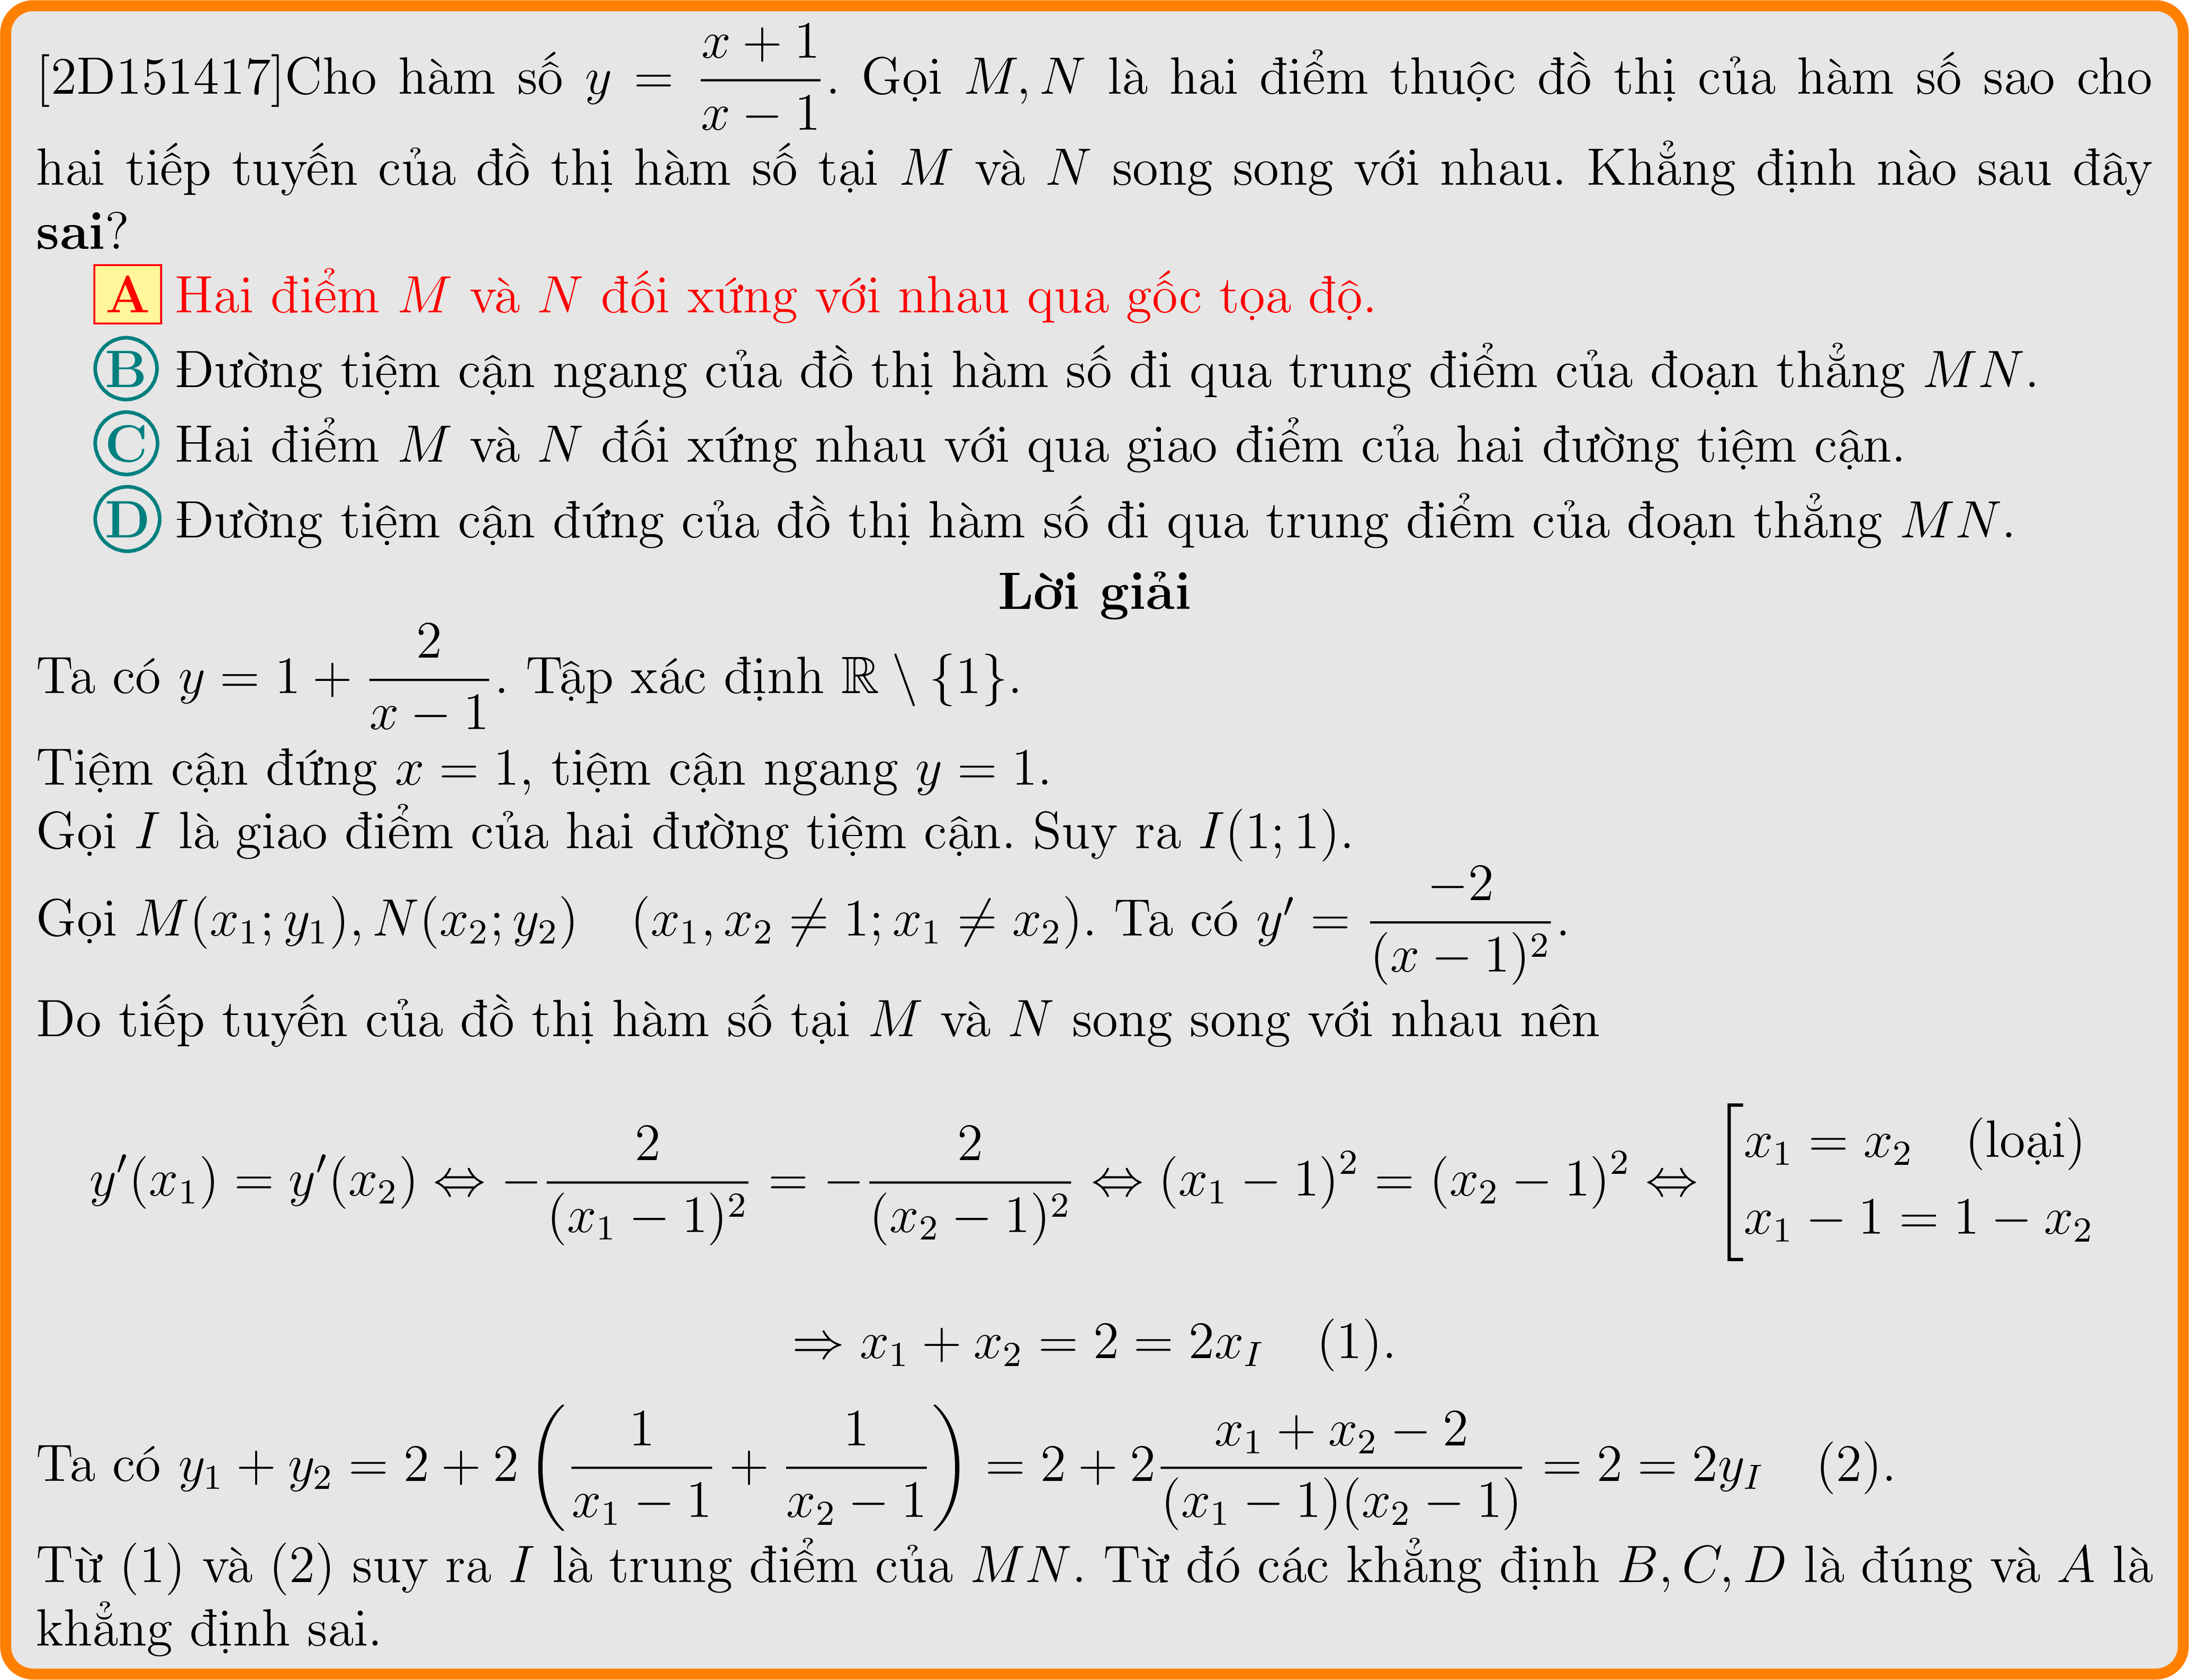 [2D151417]Cho hàm số $y = \dfrac{x+1}{x-1}$. Gọi $M, N$ là hai điểm thuộc đồ thị của hàm số sao cho
hai tiếp tuyến của đồ thị hàm số tại $M$ và $N$ song song với nhau. Khẳng định nào sau đây
sai?
A Hai điểm $M$ và $N$ đối xứng với nhau qua gốc tọa độ.
B Đường tiệm cận ngang của đồ thị hàm số đi qua trung điểm của đoạn thẳng $MN$.
C Hai điểm $M$ và $N$ đối xứng nhau với qua giao điểm của hai đường tiệm cận.
D Đường tiệm cận đứng của đồ thị hàm số đi qua trung điểm của đoạn thẳng $MN$.
Lời giải
Ta có $y = 1 + \dfrac{2}{x-1}$. Tập xác định $\mathbb{R} \setminus \{1\}$.
Tiệm cận đứng $x = 1$, tiệm cận ngang $y = 1$.
Gọi $I$ là giao điểm của hai đường tiệm cận. Suy ra $I(1; 1)$.
Gọi $M(x_1; y_1), N(x_2; y_2) \quad (x_1, x_2 \neq 1; x_1 \neq x_2)$. Ta có $y' = \dfrac{-2}{(x-1)^2}$.
Do tiếp tuyến của đồ thị hàm số tại $M$ và $N$ song song với nhau nên
$y'(x_1) = y'(x_2) \Leftrightarrow -\dfrac{2}{(x_1-1)^2} = -\dfrac{2}{(x_2-1)^2} \Leftrightarrow (x_1-1)^2 = (x_2-1)^2 \Leftrightarrow \left[\begin{array}{l} x_1 = x_2 \quad \text{(loại)} \\ x_1 - 1 = 1 - x_2 \end{array}\right.$
$\Rightarrow x_1 + x_2 = 2 = 2x_I \quad (1).$
Ta có $y_1 + y_2 = 2 + 2\left(\dfrac{1}{x_1-1} + \dfrac{1}{x_2-1}\right) = 2 + 2\dfrac{x_1+x_2-2}{(x_1-1)(x_2-1)} = 2 = 2y_I \quad (2).$
Từ (1) và (2) suy ra $I$ là trung điểm của $MN$. Từ đó các khẳng định $B, C, D$ là đúng và $A$ là
khẳng định sai.